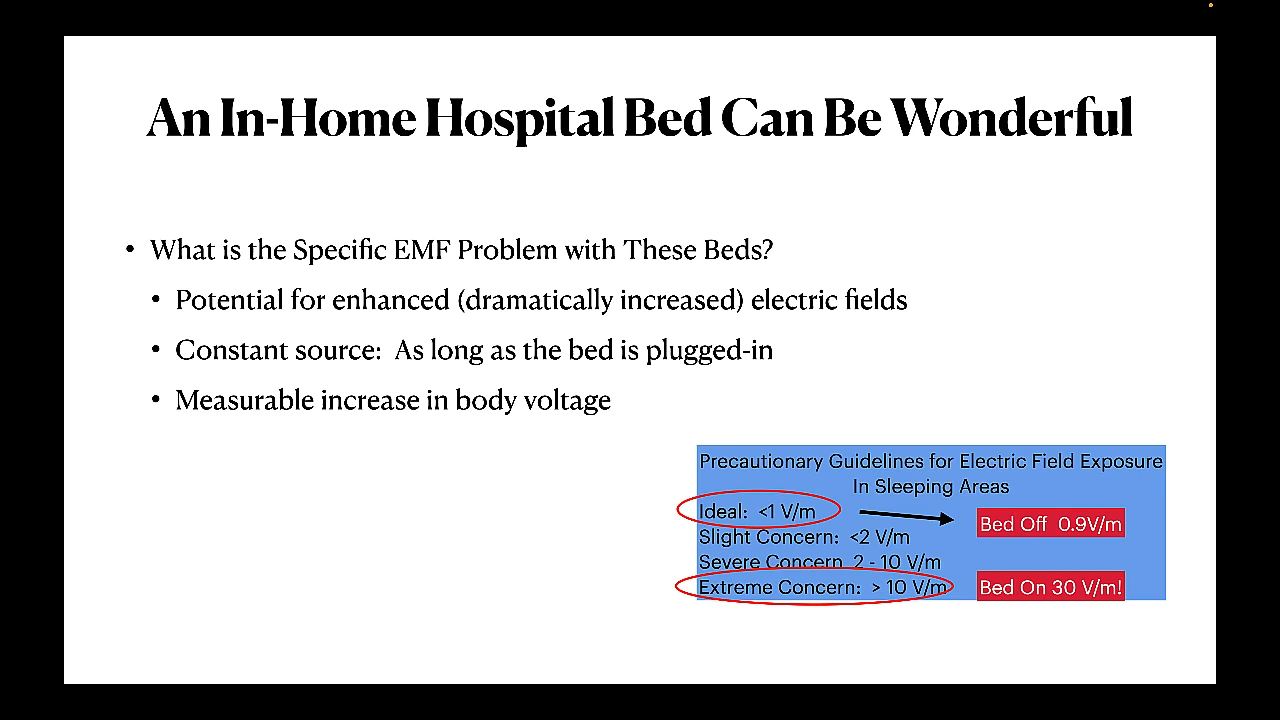 An In-Home Hospital Bed Can Be Wonderful
• What is the Specific EMF Problem with These Beds?
• Potential for enhanced (dramatically increased) electric fields
• Constant source:  As long as the bed is plugged-in
• Measurable increase in body voltage
Precautionary Guidelines for Electric Field Exposure
In Sleeping Areas
Ideal:  <1 V/m
Bed Off  0.9V/m
Slight Concern:  <2 V/m
Severe Concern  2 - 10 V/m
Extreme Concern:  > 10 V/m
Bed On 30 V/m!